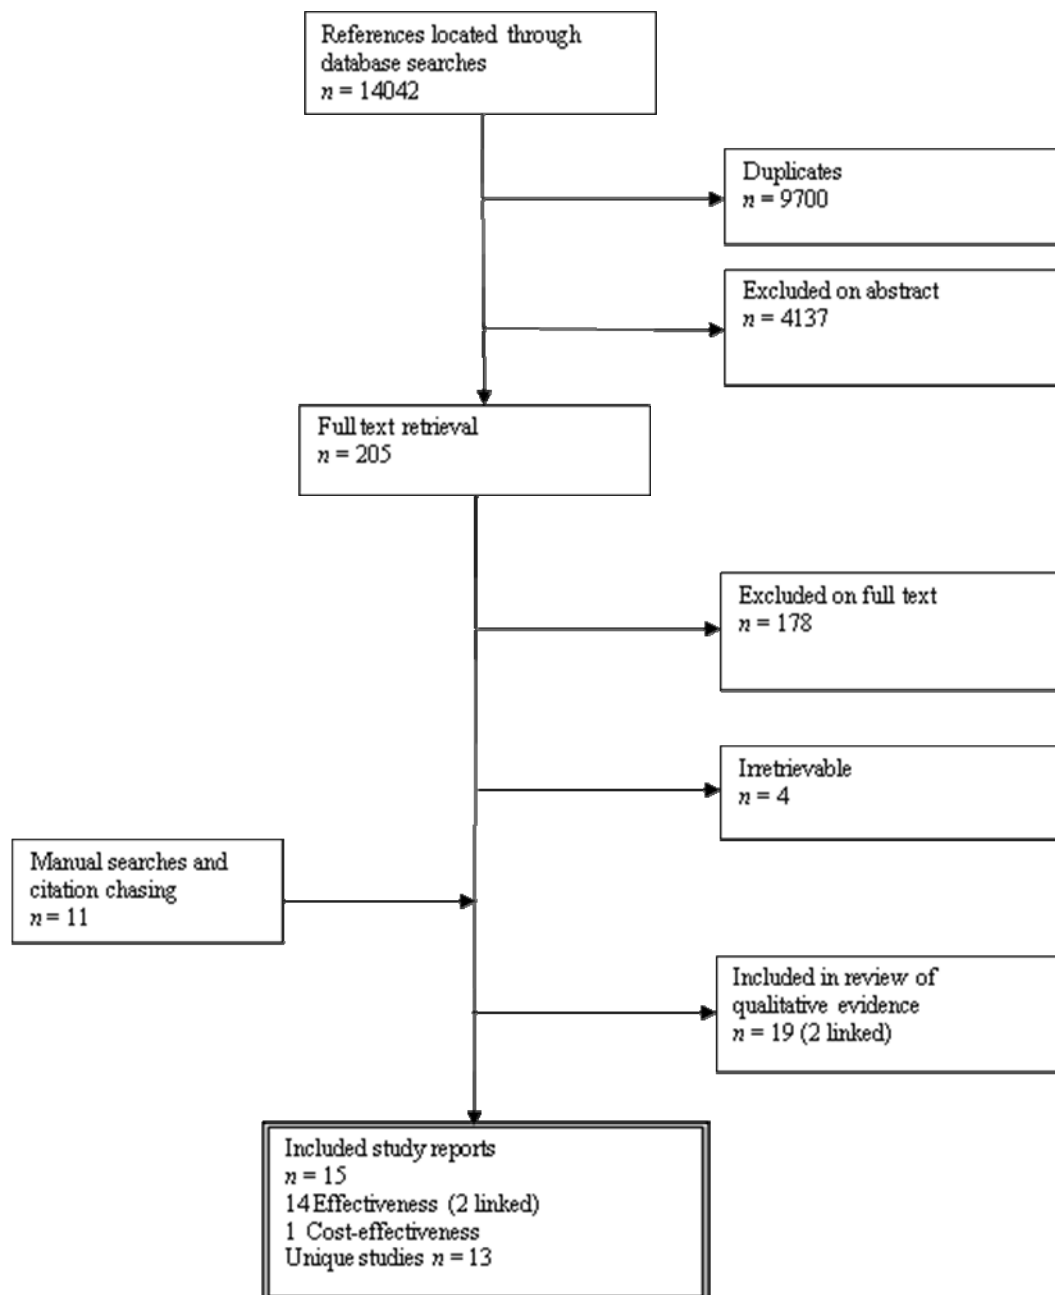 References located through
database searches
n = 14042
Duplicates
n = 9700
Excluded on abstract
n = 4137
Full text retrieval
n = 205
Excluded on full text
n = 178
Irretrievable
n = 4
Manual searches and
citation chasing
n = 11
Included in review of
qualitative evidence
n = 19 (2 linked)
Included study reports
n = 15
14 Effectiveness (2 linked)
1 Cost-effectiveness
Unique studies n = 13